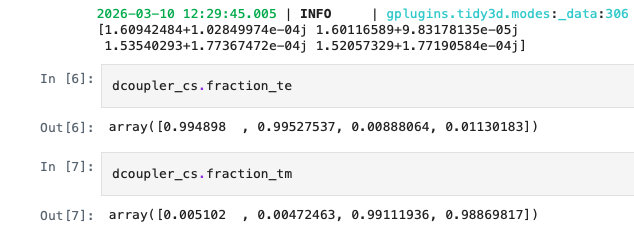 2026-03-10 12:29:45.005 | INFO     | gplugins.tidy3d.modes:_data:306
[1.60942484+1.02849974e-04j 1.60116589+9.83178135e-05j
 1.53540293+1.77367472e-04j 1.52057329+1.77190584e-04j]
In [6]: dcoupler_cs.fraction_te
Out[6]: array([0.994898  , 0.99527537, 0.00888064, 0.01130183])
In [7]: dcoupler_cs.fraction_tm
Out[7]: array([0.005102  , 0.00472463, 0.99111936, 0.98869817])